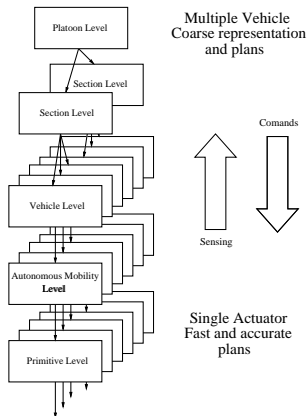 Multiple Vehicle
Coarse representation
and plans
Platoon Level
Section Level
Section Level
Comands
Vehicle Level
Sensing
Autonomous Mobility
Level
Single Actuator
Fast and accurate
plans
Primitive Level